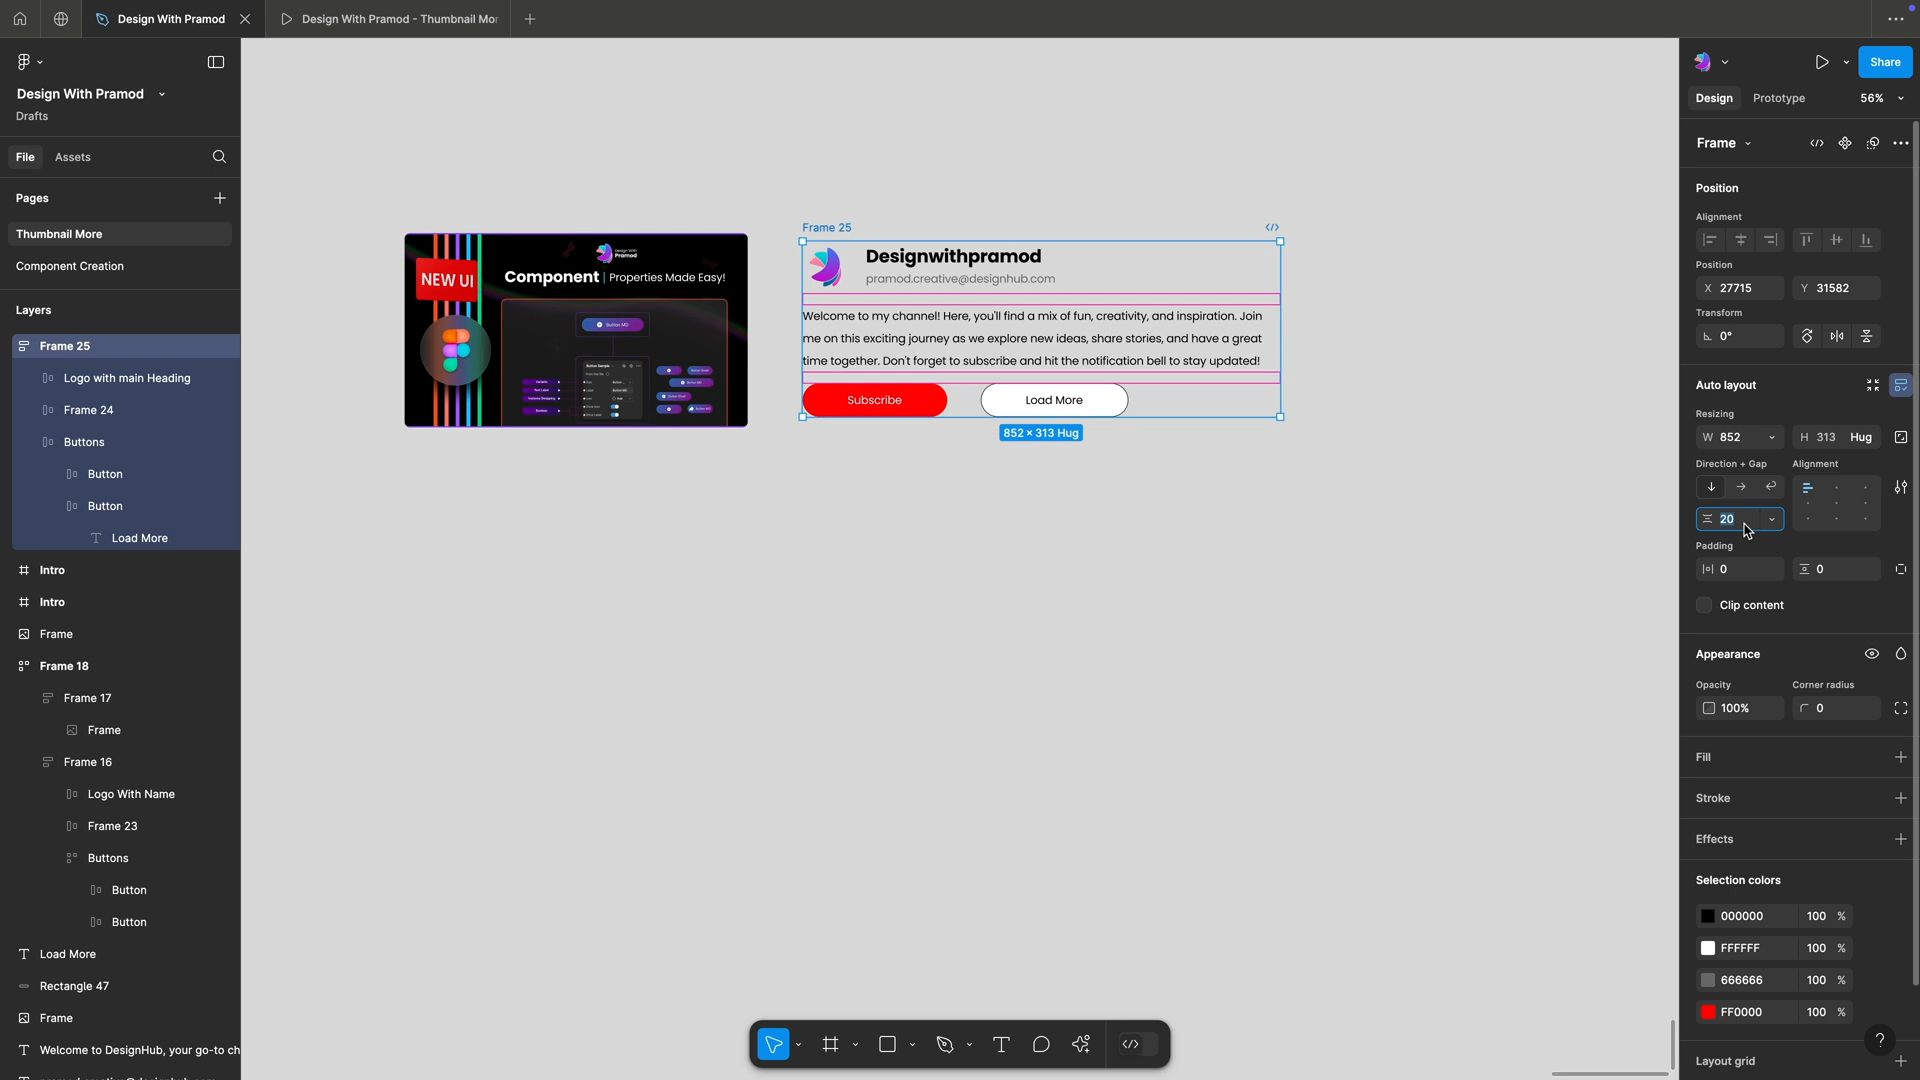 Design With Pramod
Design With Pramod - Thumbnail Mor
Design With Pramod
Drafts
File
Assets
Pages
Thumbnail More
Component Creation
Layers
Frame 25
Logo with main Heading
Frame 24
Buttons
Button
Button
Load More
Intro
Intro
Frame
Frame 18
Frame 17
Frame
Frame 16
Logo With Name
Frame 23
Buttons
Button
Button
Load More
Rectangle 47
Frame
Welcome to DesignHub, your go-to ch
NEW UI
Design With
Pramod
Component | Properties Made Easy!
Button MD
Frame 25
Designwithpramod
pramod.creative@designhub.com
Welcome to my channel! Here, you'll find a mix of fun, creativity, and inspiration. Join
me on this exciting journey as we explore new ideas, share stories, and have a great
time together. Don't forget to subscribe and hit the notification bell to stay updated!
Subscribe
Load More
852 × 313 Hug
Share
Design
Prototype
56%
Frame
Position
Alignment
Position
X 27715
Y 31582
Transform
0°
Auto layout
Resizing
W 852
H 313 Hug
Direction + Gap
Alignment
20
Padding
0
0
Clip content
Appearance
Opacity
Corner radius
100%
0
Fill
Stroke
Effects
Selection colors
000000 100 %
FFFFFF 100 %
666666 100 %
FF0000 100 %
?
Layout grid